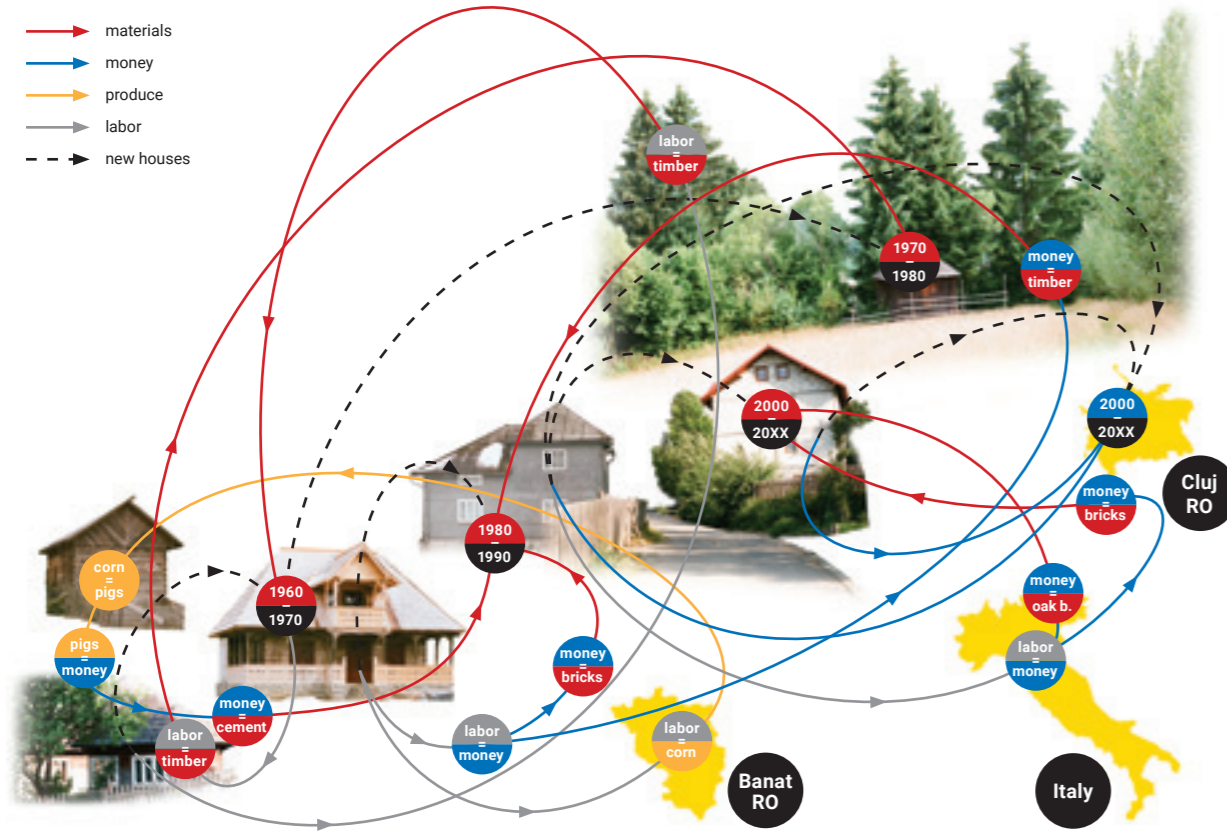 materials
money
produce
labor
new houses
labor
=
timber
1970
–
1980
money
=
timber
2000
–
20XX
2000
–
20XX
Cluj
RO
money
=
bricks
1980
–
1990
corn
=
pigs
1960
–
1970
money
=
oak b.
pigs
=
money
money
=
bricks
labor
=
money
money
=
cement
labor
=
timber
labor
=
money
labor
=
corn
Banat
RO
Italy